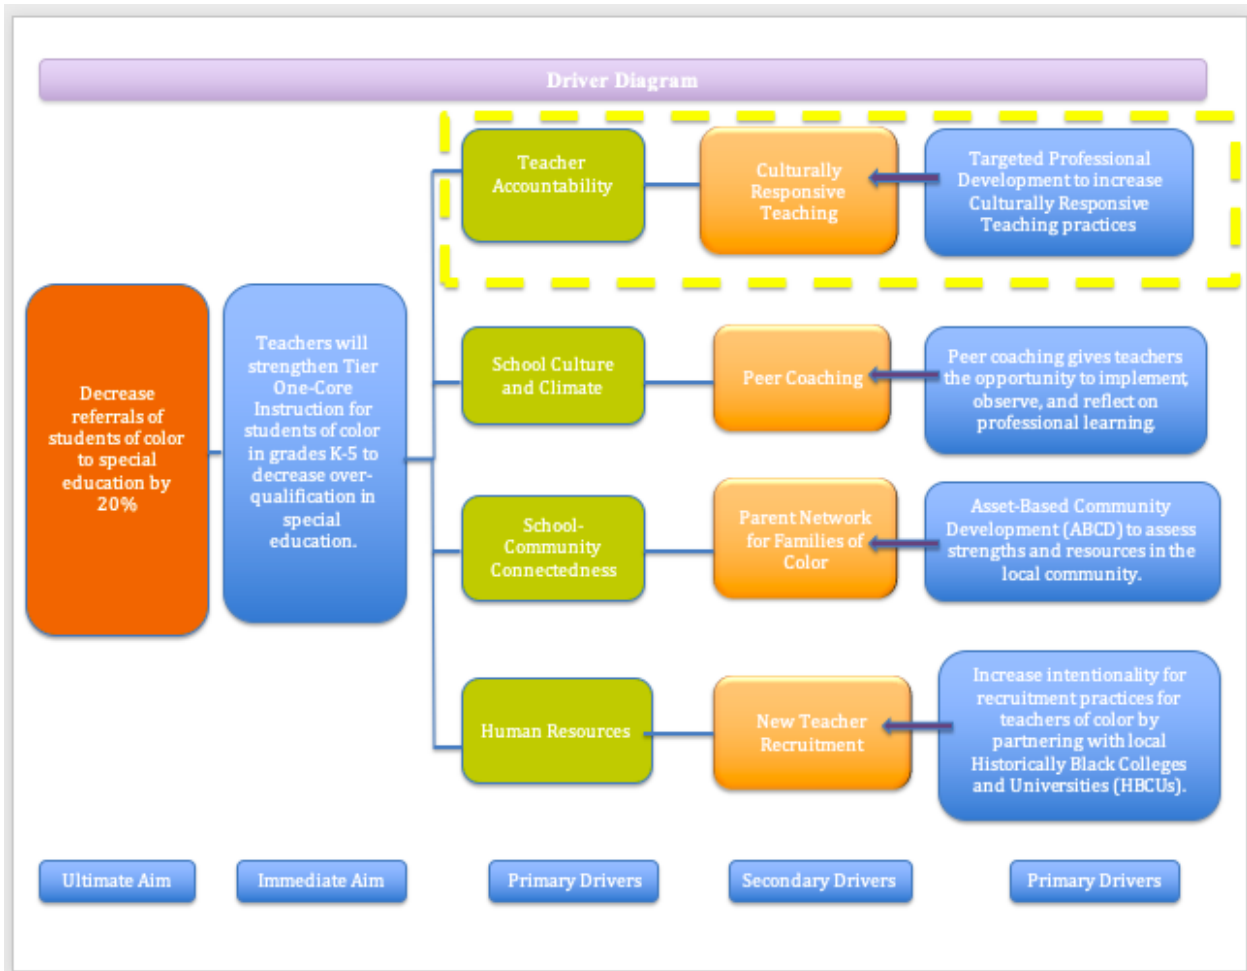 Driver Diagram
Teacher
Accountability
Culturally
Responsive
Teaching
Targeted Professional
Development to increase
Culturally Responsive
Teaching practices
Decrease
referrals of
students of color
to special
education by
20%
Teachers will
strengthen Tier
One-Core
Instruction for
students of color
in grades K-5 to
decrease over-
qualification in
special
education.
School Culture
and Climate
Peer Coaching
Peer coaching gives teachers
the opportunity to implement,
observe, and reflect on
professional learning.
School-
Community
Connectedness
Parent Network
for Families of
Color
Asset-Based Community
Development (ABCD) to assess
strengths and resources in the
local community.
Human Resources
New Teacher
Recruitment
Increase intentionality for
recruitment practices for
teachers of color by
partnering with local
Historically Black Colleges
and Universities (HBCUs).
Ultimate Aim
Immediate Aim
Primary Drivers
Secondary Drivers
Primary Drivers